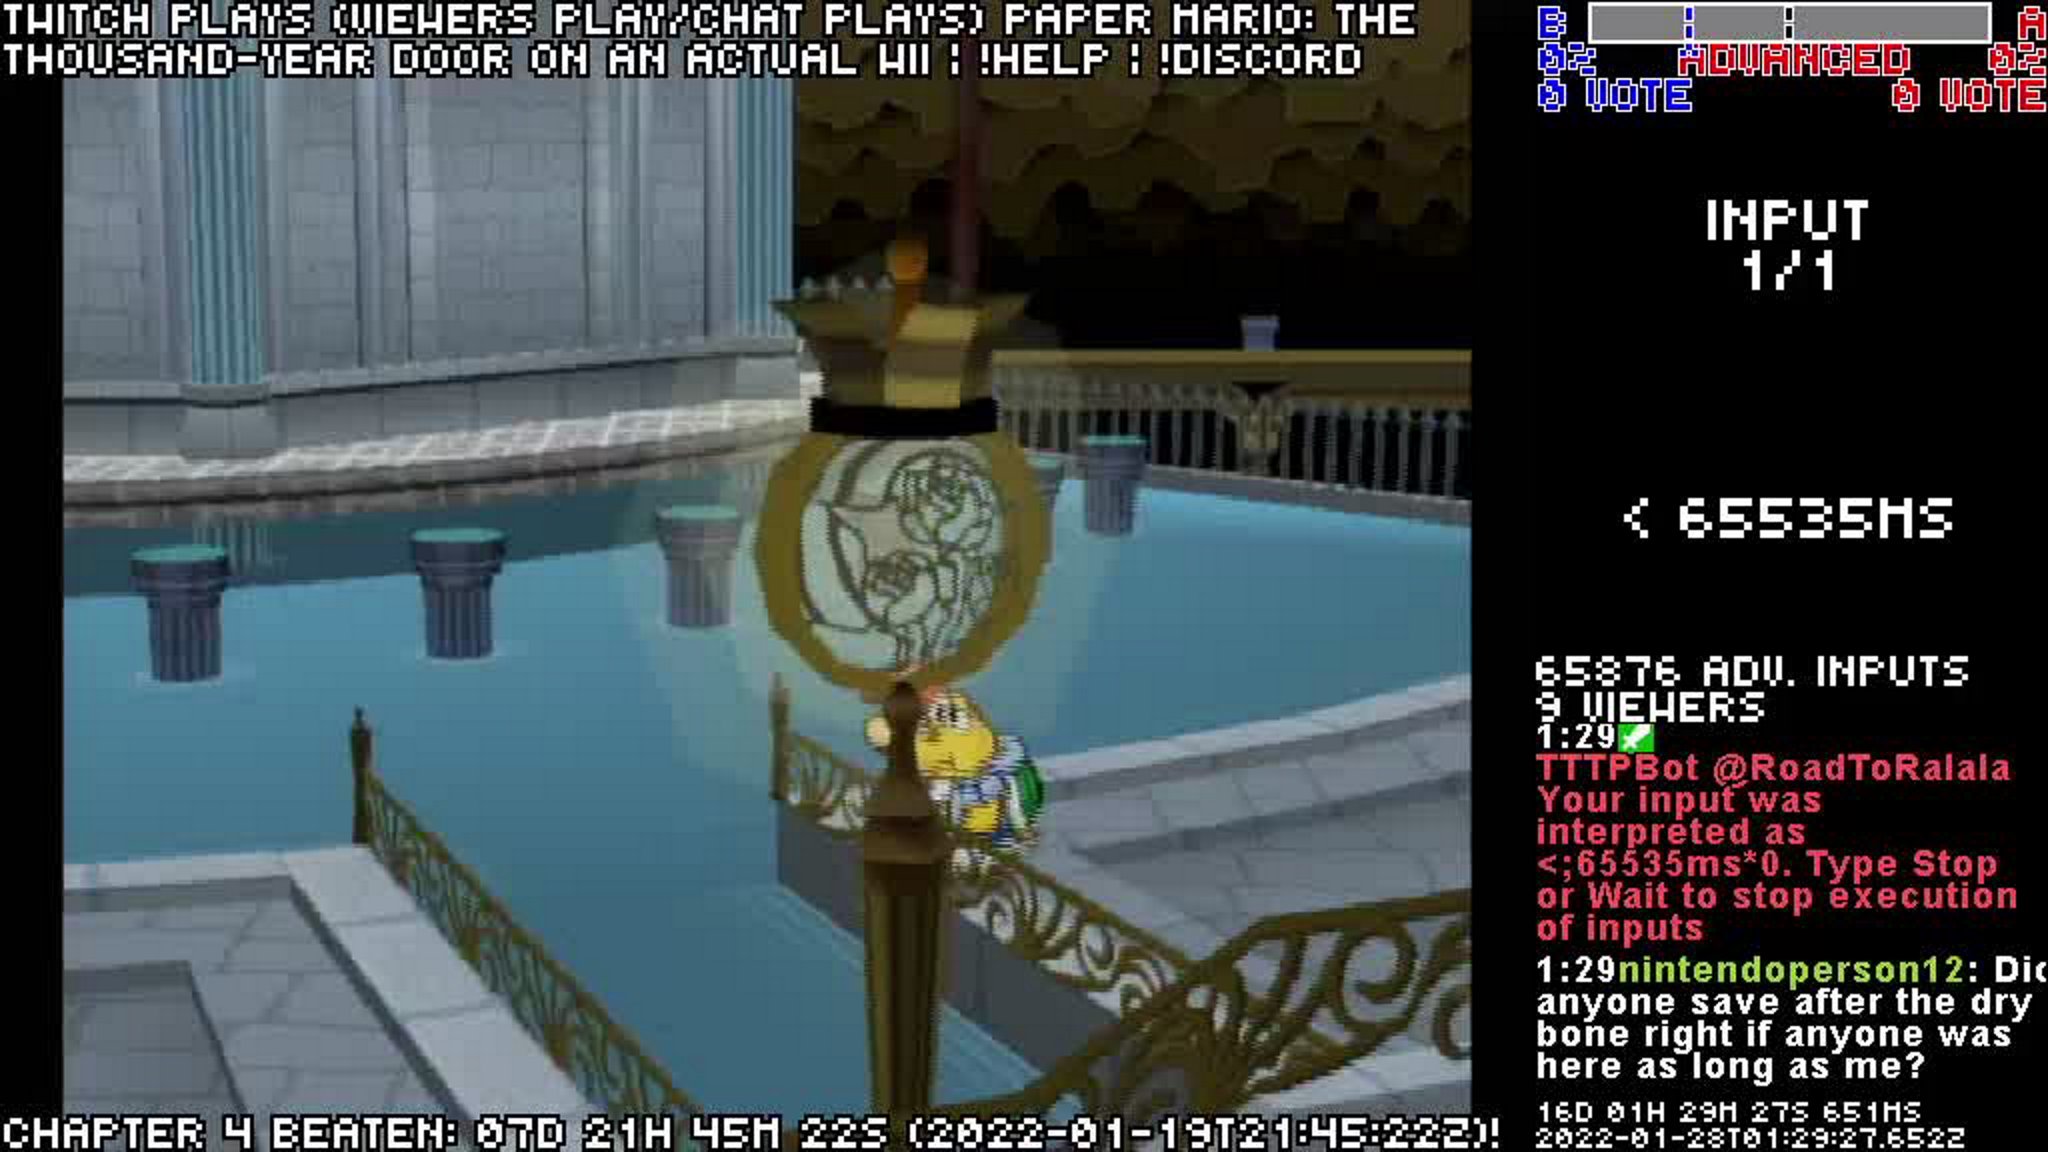 TWITCH PLAYS (VIEWERS PLAY/CHAT PLAYS) PAPER MARIO: THE
THOUSAND-YEAR DOOR ON AN ACTUAL WII ¦ !HELP ¦ !DISCORD
B A
0% ADVANCED 0%
0 VOTE 0 VOTE
INPUT
1/1
< 65535MS
65876 ADV. INPUTS
9 VIEWERS
1:29
TTTPBot @RoadToRalala
Your input was
interpreted as
<;65535ms*0. Type Stop
or Wait to stop execution
of inputs
1:29nintendoperson12: Dic
anyone save after the dry
bone right if anyone was
here as long as me?
16D 01H 29M 27S 651MS
2022-01-28T01:29:27.652Z
CHAPTER 4 BEATEN: 07D 21H 45M 22S (2022-01-19T21:45:22Z)!